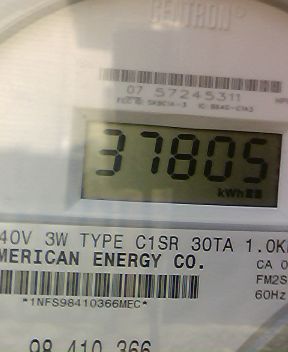 CENTRON®
07 57245311
37805
kWh
40V 3W TYPE C1SR 30TA 1.0K
MERICAN ENERGY CO.
CA 0
FM2S
60Hz
*1NFS98410366MEC*
98 410 366